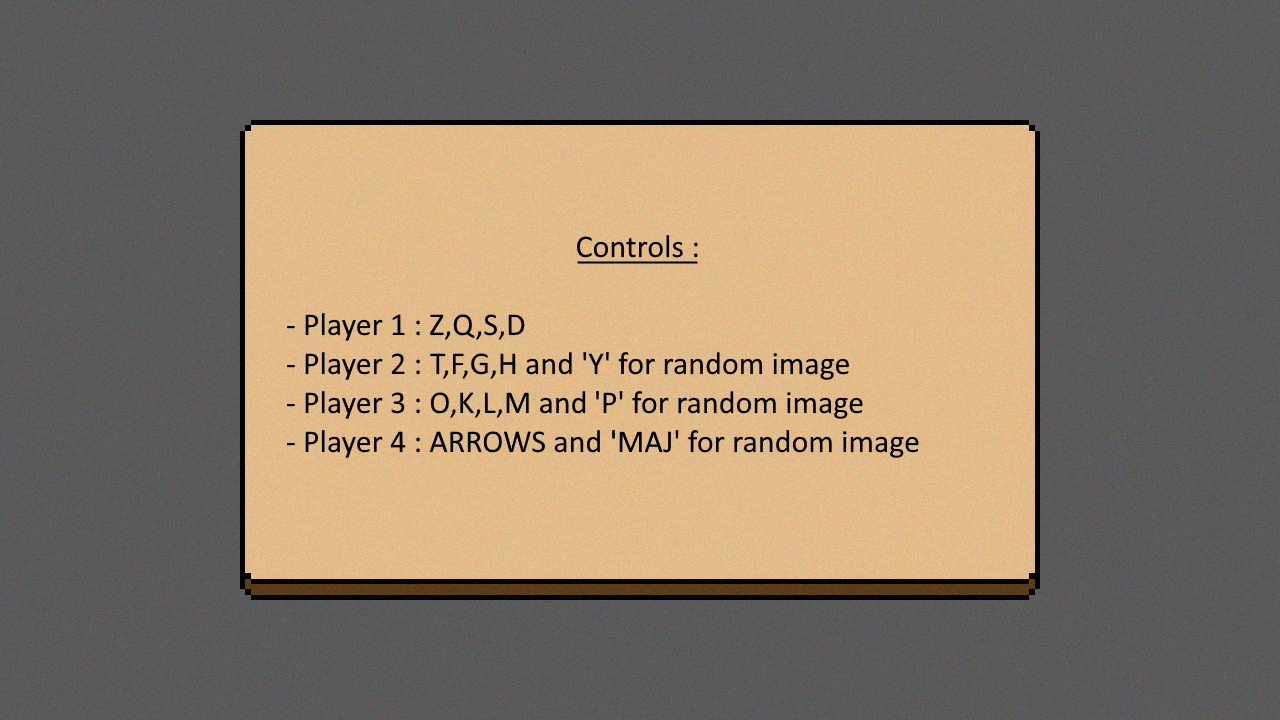 Controls :
- Player 1 : Z,Q,S,D
- Player 2 : T,F,G,H and 'Y' for random image
- Player 3 : O,K,L,M and 'P' for random image
- Player 4 : ARROWS and 'MAJ' for random image